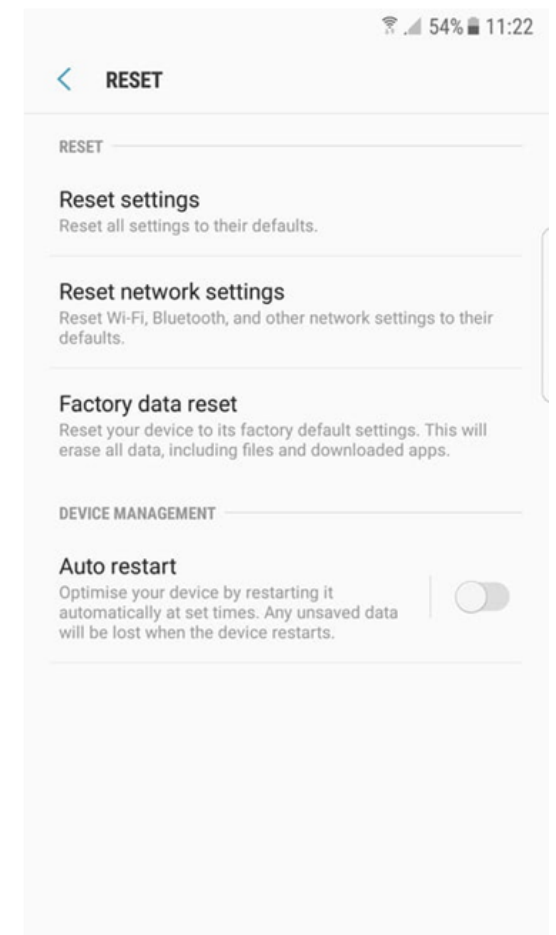 54% 11:22
RESET
RESET
Reset settings
Reset all settings to their defaults.
Reset network settings
Reset Wi-Fi, Bluetooth, and other network settings to their
defaults.
Factory data reset
Reset your device to its factory default settings. This will
erase all data, including files and downloaded apps.
DEVICE MANAGEMENT
Auto restart
Optimise your device by restarting it
automatically at set times. Any unsaved data
will be lost when the device restarts.